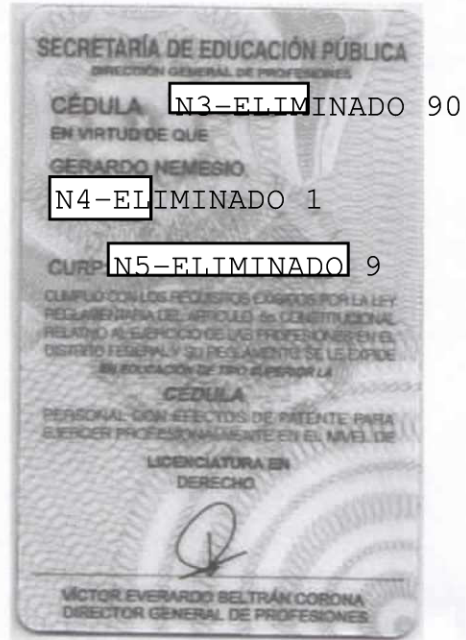 SECRETARÍA DE EDUCACIÓN PÚBLICA
DIRECCIÓN GENERAL DE PROFESIONES
CÉDULA N3-ELIMINADO 90
EN VIRTUD DE QUE
GERARDO NEMESIO
N4-ELIMINADO 1
CURP N5-ELIMINADO 9
CUMPLIÓ CON LOS REQUISITOS EXIGIDOS POR LA LEY
REGLAMENTARIA DEL ARTÍCULO 5o. CONSTITUCIONAL
RELATIVO AL EJERCICIO DE LAS PROFESIONES EN EL
DISTRITO FEDERAL Y SU REGLAMENTO SE LE EXPIDE
EN EDUCACIÓN DE TIPO SUPERIOR LA
CÉDULA
PERSONAL CON EFECTOS DE PATENTE PARA
EJERCER PROFESIONALMENTE EN EL NIVEL DE
LICENCIATURA EN
DERECHO
VÍCTOR EVERARDO BELTRÁN CORONA
DIRECTOR GENERAL DE PROFESIONES